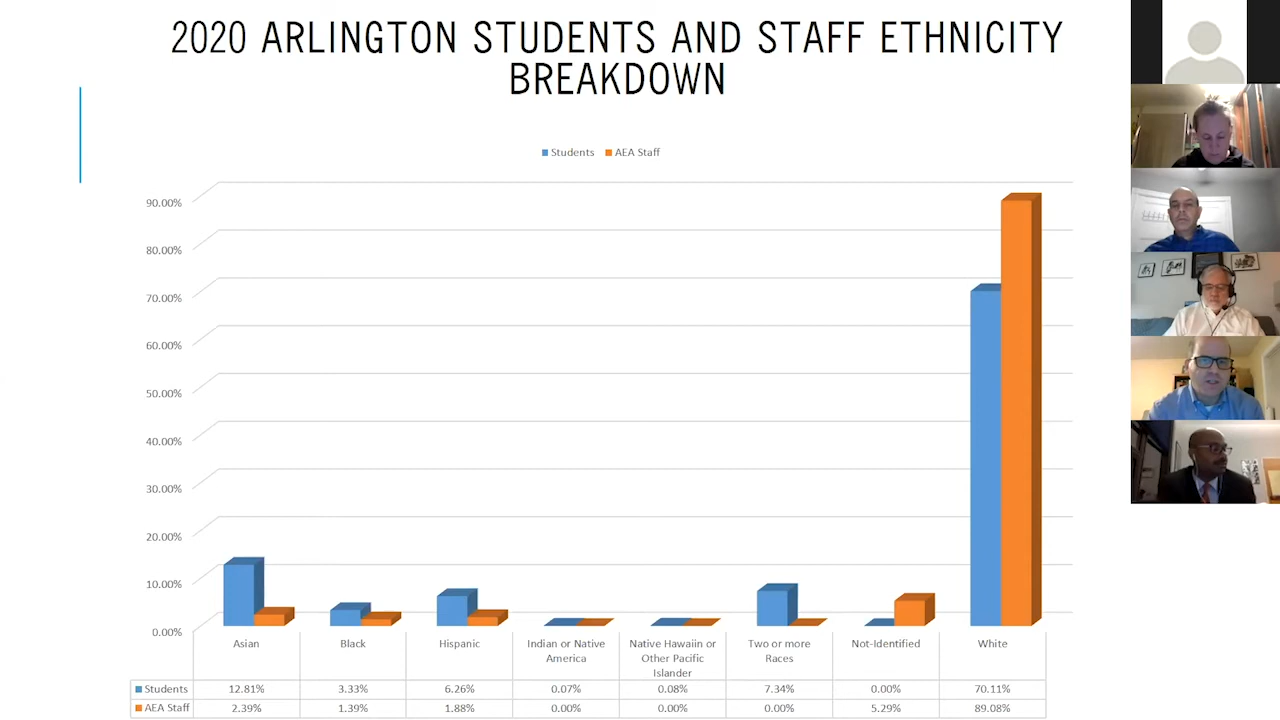 2020 ARLINGTON STUDENTS AND STAFF ETHNICITY
BREAKDOWN
Students AEA Staff
90.00%
80.00%
70.00%
60.00%
50.00%
40.00%
30.00%
20.00%
10.00%
0.00%
Asian Black Hispanic Indian or Native America Native Hawaiin or Other Pacific Islander Two or more Races Not-Identified White
Students 12.81% 3.33% 6.26% 0.07% 0.08% 7.34% 0.00% 70.11%
AEA Staff 2.39% 1.39% 1.88% 0.00% 0.00% 0.00% 5.29% 89.08%